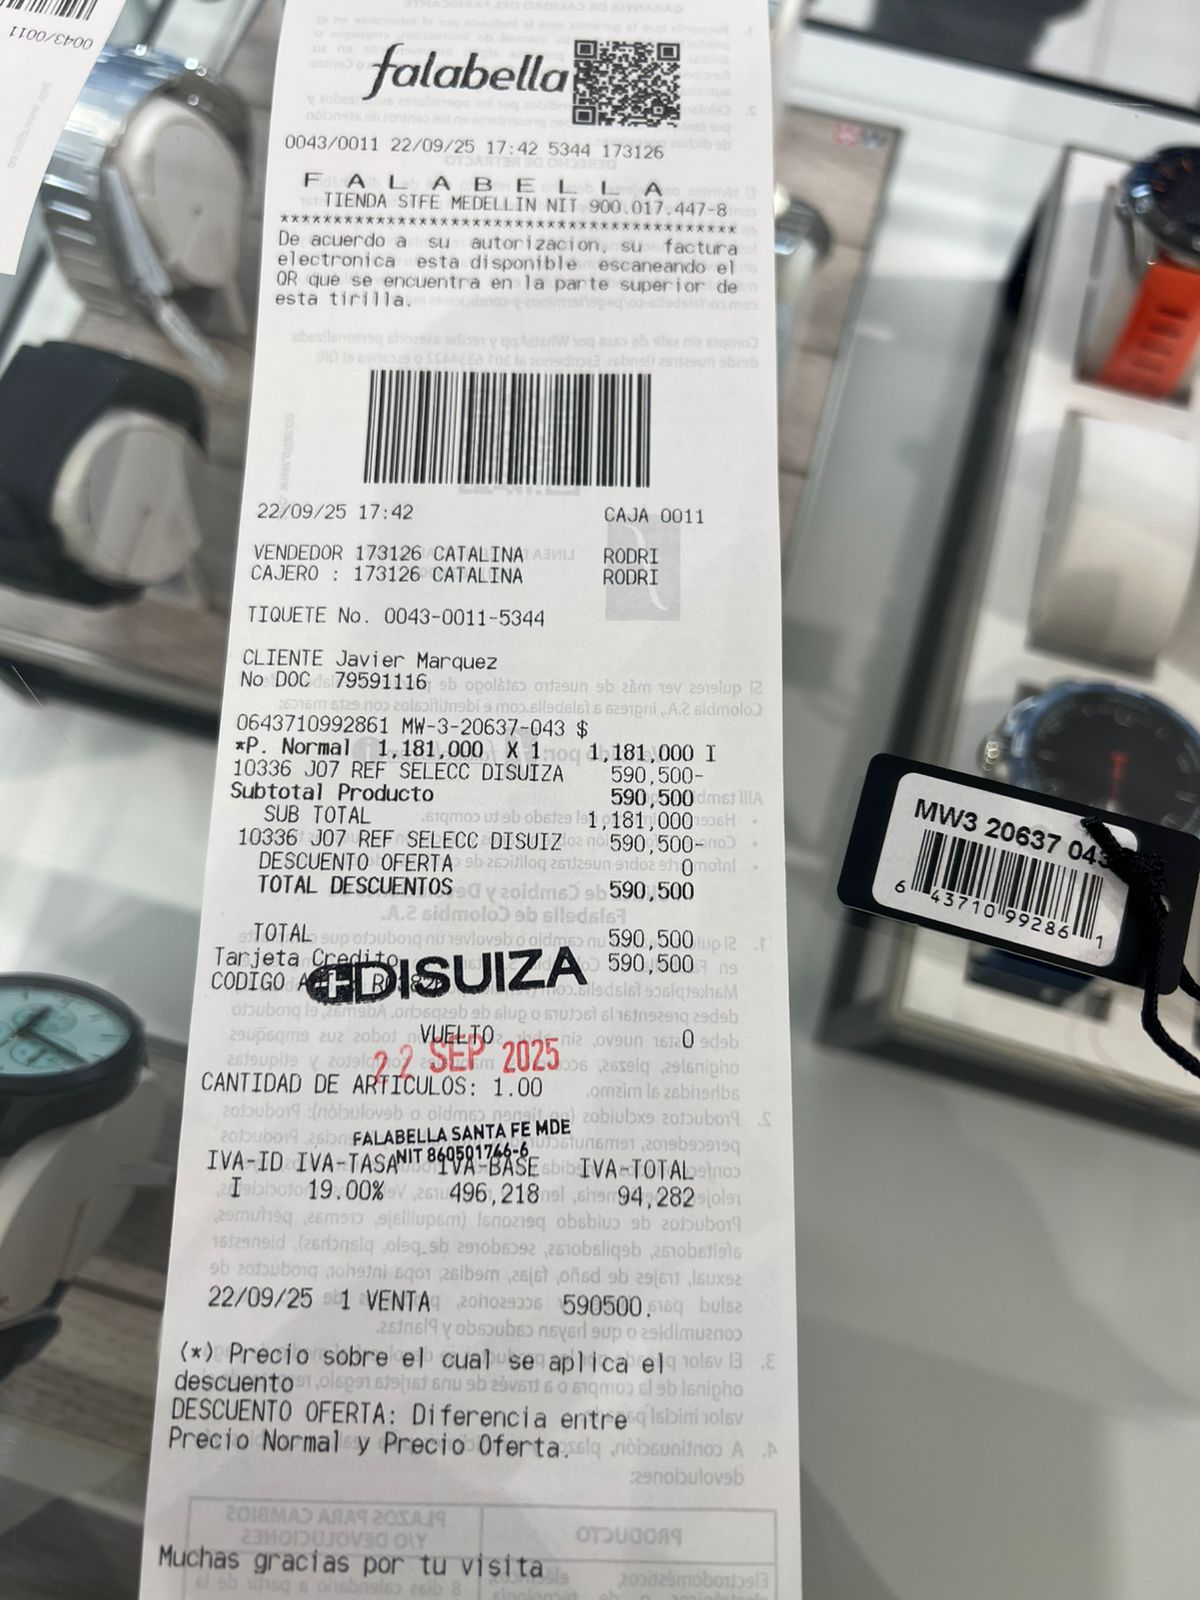 0043/0011
falabella
0043/0011 22/09/25 17:42 5344 173126
F A L A B E L L A
TIENDA STFE MEDELLIN NIT 900.017.447-8
********************************************
De acuerdo a su autorizacion, su factura
electronica esta disponible escaneando el
QR que se encuentra en la parte superior de
esta tirilla.
22/09/25 17:42 CAJA 0011
VENDEDOR 173126 CATALINA RODRI
CAJERO : 173126 CATALINA RODRI
TIQUETE No. 0043-0011-5344
CLIENTE Javier Marquez
No DOC 79591116
0643710992861 MW-3-20637-043 $
*P. Normal 1,181,000 X 1 1,181,000 I
10336 J07 REF SELECC DISUIZA 590,500-
Subtotal Producto 590,500
SUB TOTAL 1,181,000
10336 J07 REF SELECC DISUIZ 590,500-
DESCUENTO OFERTA 0
TOTAL DESCUENTOS 590,500
TOTAL 590,500
Tarjeta Credito 590,500
CODIGO
DISUIZA
VUELTO 0
22 SEP 2025
CANTIDAD DE ARTICULOS: 1.00
FALABELLA SANTA FE MDE
NIT 860501746-6
IVA-ID IVA-TASA IVA-BASE IVA-TOTAL
I 19.00% 496,218 94,282
22/09/25 1 VENTA 590500.
(*) Precio sobre el cual se aplica el
descuento
DESCUENTO OFERTA: Diferencia entre
Precio Normal y Precio Oferta.
Muchas gracias por tu visita
MW3 20637 043
6 43710 99286 1